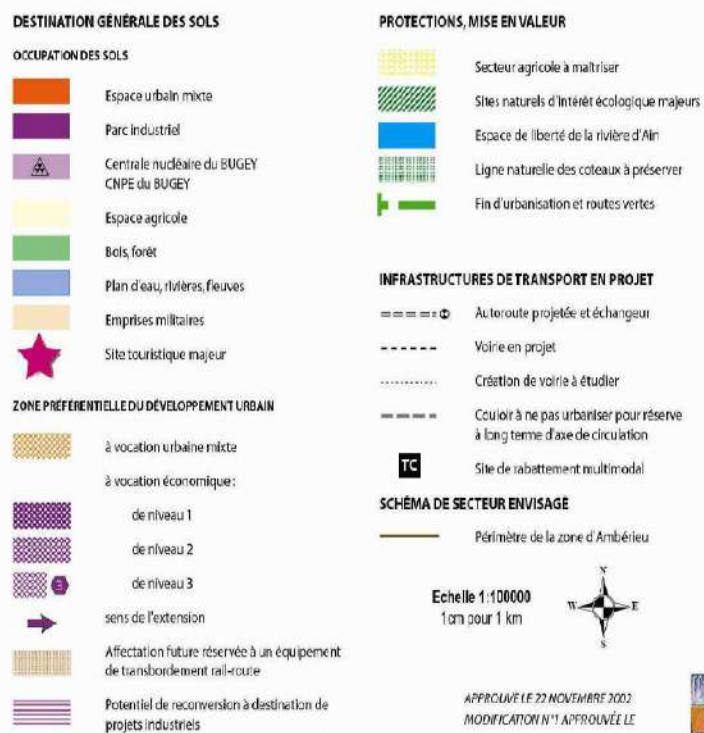 DESTINATION GÉNÉRALE DES SOLS
OCCUPATION DES SOLS
Espace urbain mixte
Parc industriel
Centrale nucléaire du BUGEY
CNPE du BUGEY
Espace agricole
Bois, forêt
Plan d'eau, rivières, fleuves
Emprises militaires
Site touristique majeur
ZONE PRÉFÉRENTIELLE DU DÉVELOPPEMENT URBAIN
à vocation urbaine mixte
à vocation économique :
de niveau 1
de niveau 2
3
de niveau 3
sens de l'extension
Affectation future réservée à un équipement
de transbordement rail-route
Potentiel de reconversion à destination de
projets industriels
PROTECTIONS, MISE EN VALEUR
Secteur agricole à maîtriser
Sites naturels d'intérêt écologique majeurs
Espace de liberté de la rivière d'Ain
Ligne naturelle des coteaux à préserver
Fin d'urbanisation et routes vertes
INFRASTRUCTURES DE TRANSPORT EN PROJET
Autoroute projetée et échangeur
Voirie en projet
Création de voirie à étudier
Couloir à ne pas urbaniser pour réserve
à long terme d'axe de circulation
TC
Site de rabattement multimodal
SCHÉMA DE SECTEUR ENVISAGÉ
Périmètre de la zone d'Ambérieu
Echelle 1:100000
1cm pour 1 km
N
W
E
S
APPROUVÉ LE 22 NOVEMBRE 2002
MODIFICATION N°1 APPROUVÉE LE